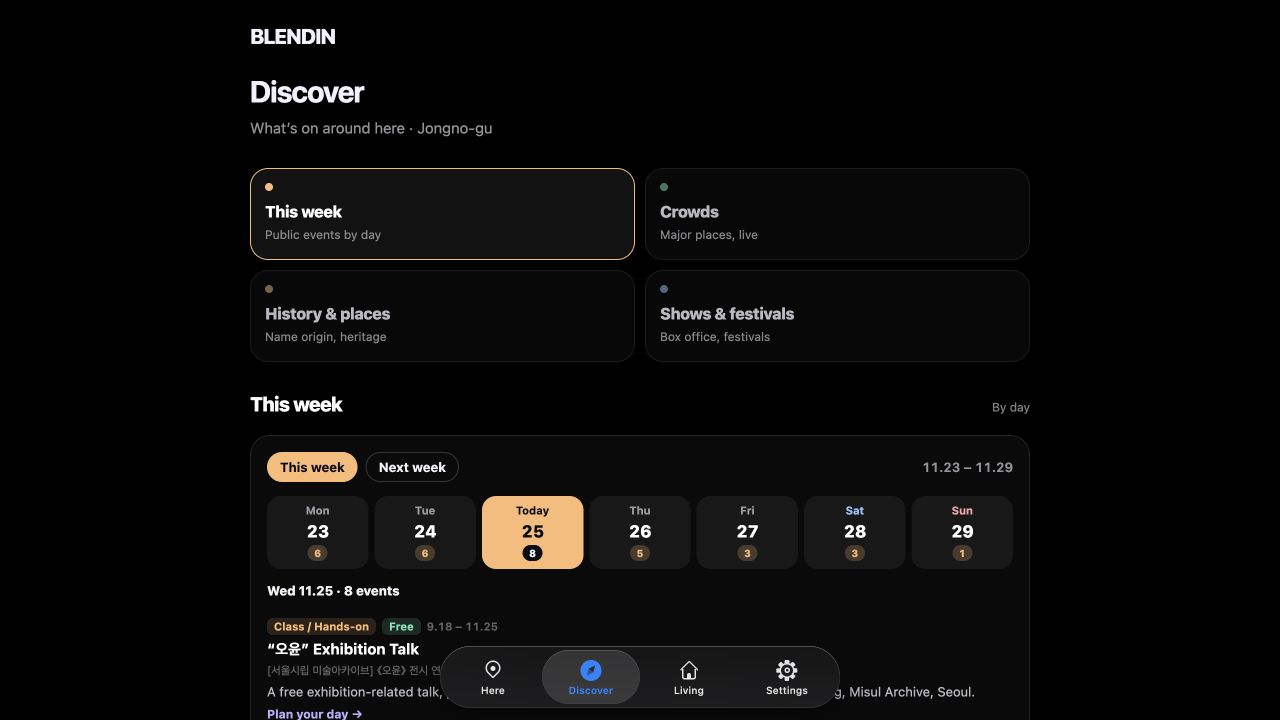 BLENDIN
Discover
What's on around here · Jongno-gu
This week
Public events by day
Crowds
Major places, live
History & places
Name origin, heritage
Shows & festivals
Box office, festivals
This week
By day
This week
Next week
11.23 – 11.29
Mon
23
6
Tue
24
6
Today
25
8
Thu
26
5
Fri
27
3
Sat
28
3
Sun
29
1
Wed 11.25 · 8 events
Class / Hands-on
Free
9.18 – 11.25
“오윤” Exhibition Talk
[서울시립 미술아카이브] 《오윤》 전시 연
A free exhibition-related talk,
g, Misul Archive, Seoul.
Plan your day →
Here
Discover
Living
Settings